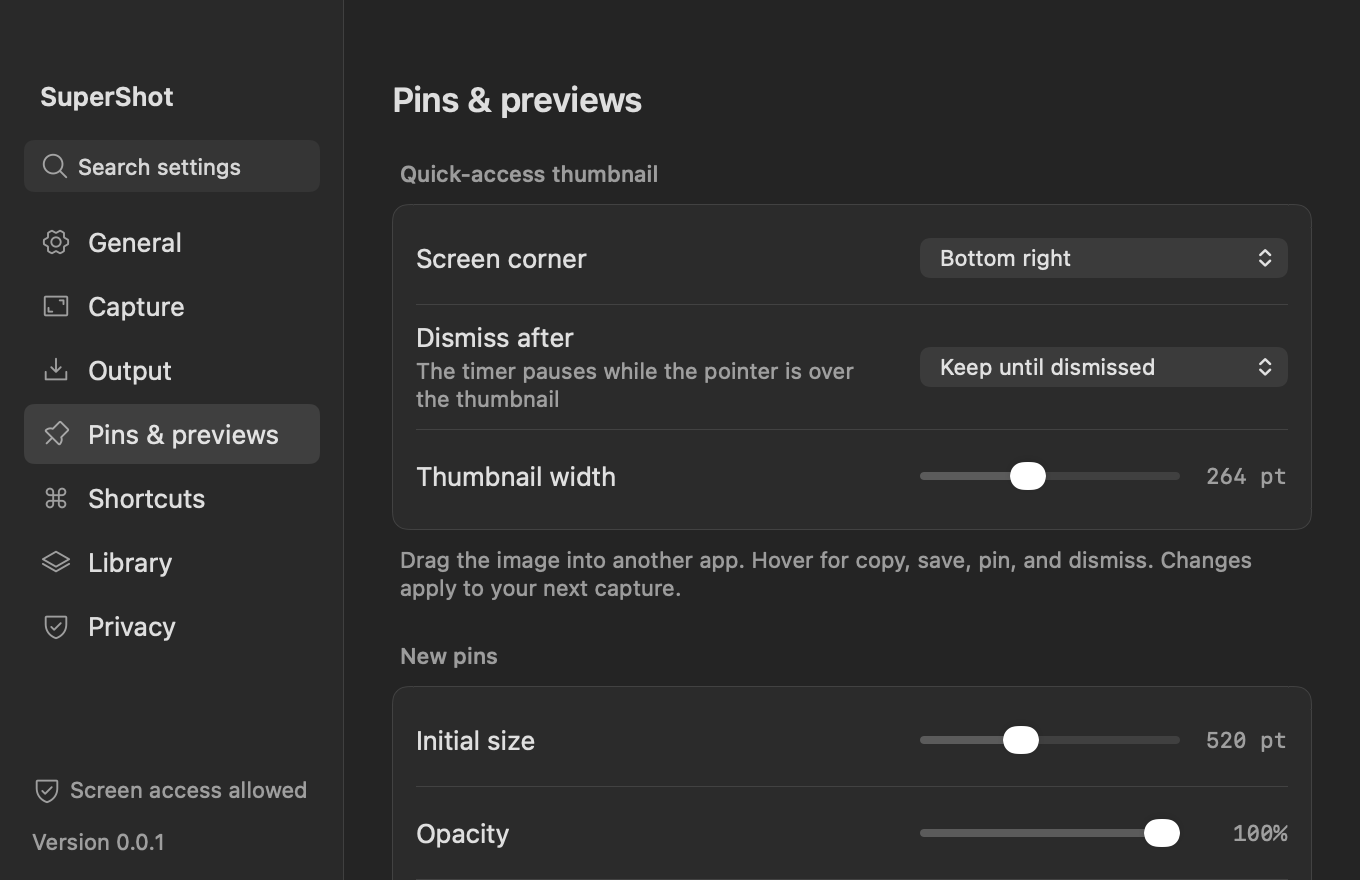 SuperShot
Search settings
General
Capture
Output
Pins & previews
Shortcuts
Library
Privacy
Screen access allowed
Version 0.0.1
Pins & previews
Quick-access thumbnail
Screen corner
Bottom right
Dismiss after
The timer pauses while the pointer is over
the thumbnail
Keep until dismissed
Thumbnail width
264 pt
Drag the image into another app. Hover for copy, save, pin, and dismiss. Changes
apply to your next capture.
New pins
Initial size
520 pt
Opacity
100%